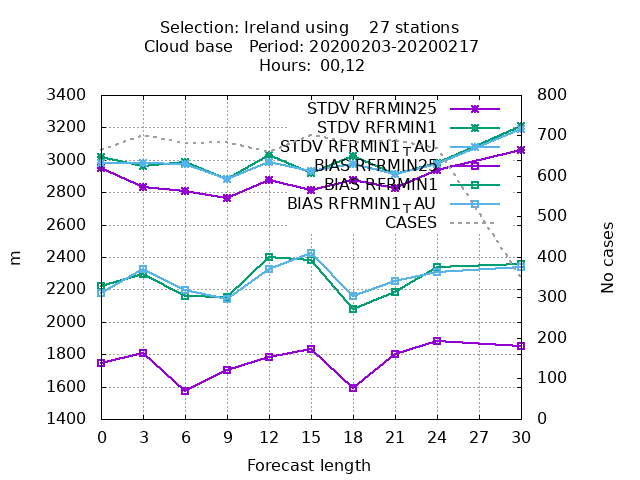 Selection: Ireland using 27 stations
Cloud base Period: 20200203-20200217
Hours: 00,12
3400
3200
3000
2800
2600
2400
2200
2000
1800
1600
1400
800
700
600
500
400
300
200
100
0
STDV RFRMIN25
STDV RFRMIN1
STDV RFRMIN1TAU
BIAS RFRMIN25
BIAS RFRMIN1
BIAS RFRMIN1TAU
CASES
m
No cases
0 3 6 9 12 15 18 21 24 27 30
Forecast length